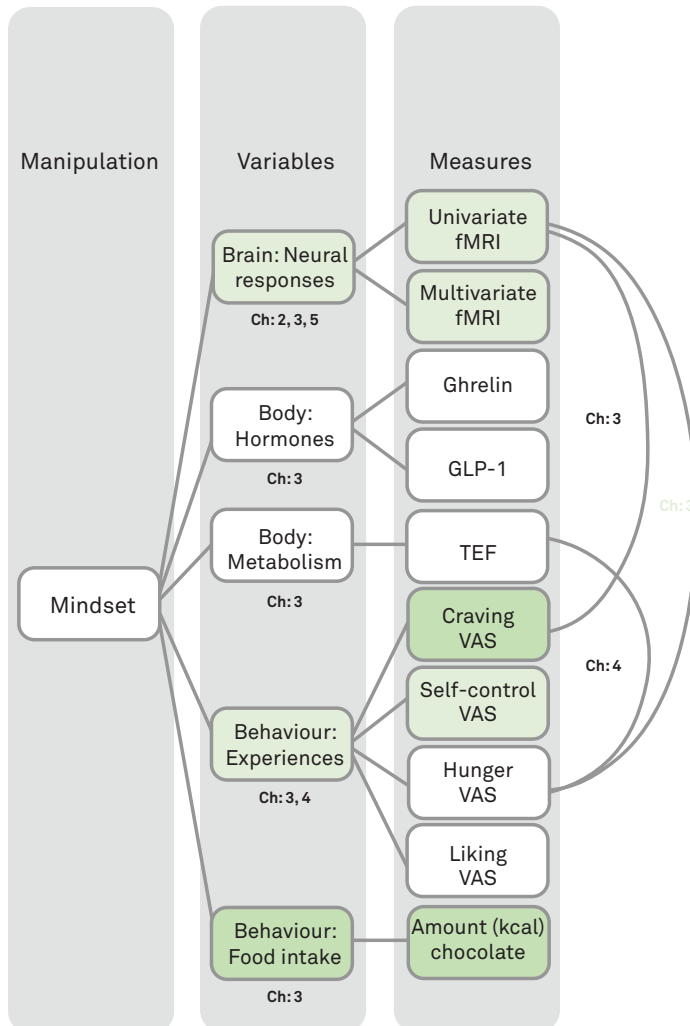 Manipulation
Variables
Measures
Mindset
Brain: Neural
responses
Ch: 2, 3, 5
Body:
Hormones
Ch: 3
Body:
Metabolism
Ch: 3
Behaviour:
Experiences
Ch: 3, 4
Behaviour:
Food intake
Ch: 3
Univariate
fMRI
Multivariate
fMRI
Ghrelin
GLP-1
TEF
Craving
VAS
Self-control
VAS
Hunger
VAS
Liking
VAS
Amount (kcal)
chocolate
Ch: 3
Ch: 3
Ch: 4